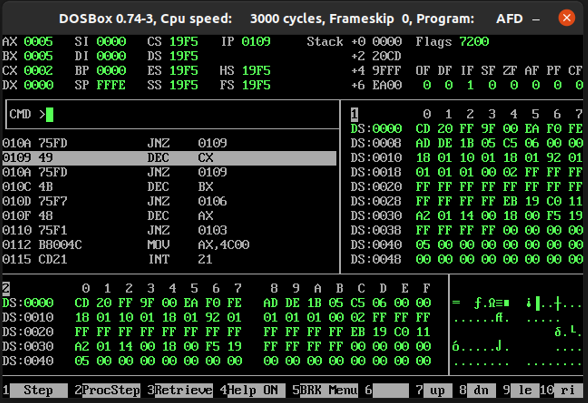 DOSBox 0.74-3, Cpu speed: 3000 cycles, Frameskip 0, Program: AFD
AX 0005 SI 0000 CS 19F5 IP 0109 Stack +0 0000 Flags 7200
BX 0005 DI 0000 DS 19F5 +2 20CD
CX 0002 BP 0000 ES 19F5 HS 19F5 +4 9FFF OF DF IF SF ZF AF PF CF
DX 0000 SP FFFE SS 19F5 FS 19F5 +6 EA00 0 0 1 0 0 0 0 0
CMD >
1 0 1 2 3 4 5 6 7
DS:0000 CD 20 FF 9F 00 EA F0 FE
DS:0008 AD DE 1B 05 C5 06 00 00
DS:0010 18 01 10 01 18 01 92 01
DS:0018 01 01 01 00 02 FF FF FF
DS:0020 FF FF FF FF FF FF FF FF
DS:0028 FF FF FF FF EB 19 C0 11
DS:0030 A2 01 14 00 18 00 F5 19
DS:0038 FF FF FF FF 00 00 00 00
DS:0040 05 00 00 00 00 00 00 00
DS:0048 00 00 00 00 00 00 00 00
010A 75FD JNZ 0109
0109 49 DEC CX
010A 75FD JNZ 0109
010C 4B DEC BX
010D 75F7 JNZ 0106
010F 48 DEC AX
0110 75F1 JNZ 0103
0112 B8004C MOV AX,4C00
0115 CD21 INT 21
2 0 1 2 3 4 5 6 7 8 9 A B C D E F
DS:0000 CD 20 FF 9F 00 EA F0 FE AD DE 1B 05 C5 06 00 00
DS:0010 18 01 10 01 18 01 92 01 01 01 01 00 02 FF FF FF
DS:0020 FF FF FF FF FF FF FF FF FF FF FF FF EB 19 C0 11
DS:0030 A2 01 14 00 18 00 F5 19 FF FF FF FF 00 00 00 00
DS:0040 05 00 00 00 00 00 00 00 00 00 00 00 00 00 00 00
1 Step 2 ProcStep 3 Retrieve 4 Help ON 5 BRK Menu 6 7 up 8 dn 9 le 10 ri